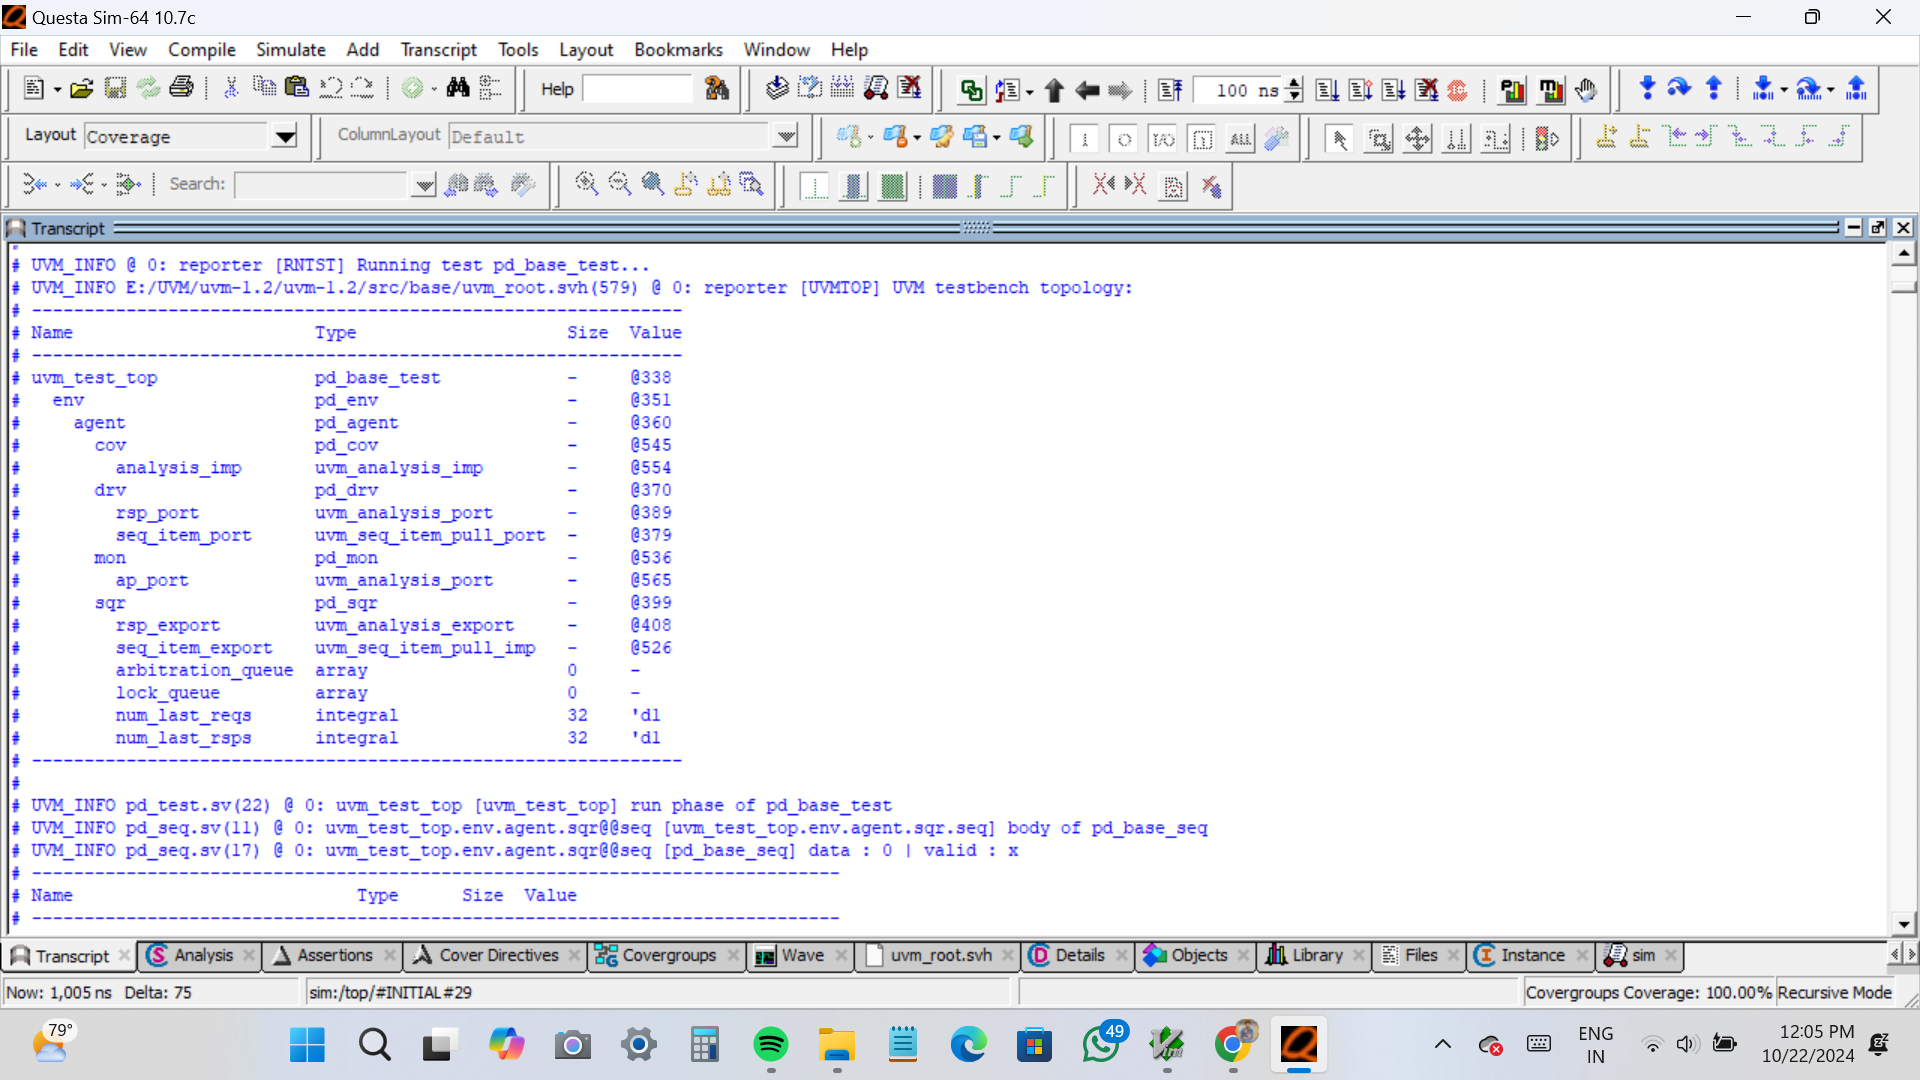 Questa Sim-64 10.7c
File Edit View Compile Simulate Add Transcript Tools Layout Bookmarks Window Help
Help 100 ns
Layout Coverage ColumnLayout Default ALL
Search:
Transcript
# UVM_INFO @ 0: reporter [RNTST] Running test pd_base_test...
# UVM_INFO E:/UVM/uvm-1.2/uvm-1.2/src/base/uvm_root.svh(579) @ 0: reporter [UVMTOP] UVM testbench topology:
# --------------------------------------------------------------
# Name Type Size Value
# --------------------------------------------------------------
# uvm_test_top pd_base_test - @338
# env pd_env - @351
# agent pd_agent - @360
# cov pd_cov - @545
# analysis_imp uvm_analysis_imp - @554
# drv pd_drv - @370
# rsp_port uvm_analysis_port - @389
# seq_item_port uvm_seq_item_pull_port - @379
# mon pd_mon - @536
# ap_port uvm_analysis_port - @565
# sqr pd_sqr - @399
# rsp_export uvm_analysis_export - @408
# seq_item_export uvm_seq_item_pull_imp - @526
# arbitration_queue array 0 -
# lock_queue array 0 -
# num_last_reqs integral 32 'd1
# num_last_rsps integral 32 'd1
# --------------------------------------------------------------
#
# UVM_INFO pd_test.sv(22) @ 0: uvm_test_top [uvm_test_top] run phase of pd_base_test
# UVM_INFO pd_seq.sv(11) @ 0: uvm_test_top.env.agent.sqr@@seq [uvm_test_top.env.agent.sqr.seq] body of pd_base_seq
# UVM_INFO pd_seq.sv(17) @ 0: uvm_test_top.env.agent.sqr@@seq [pd_base_seq] data : 0 | valid : x
# -----------------------------------------------------------------------------
# Name Type Size Value
# -----------------------------------------------------------------------------
Transcript Analysis Assertions Cover Directives Covergroups Wave uvm_root.svh Details Objects Library Files Instance sim
Now: 1,005 ns Delta: 75 sim:/top/#INITIAL#29 Covergroups Coverage: 100.00% Recursive Mode
79° 49 ENG IN 12:05 PM 10/22/2024